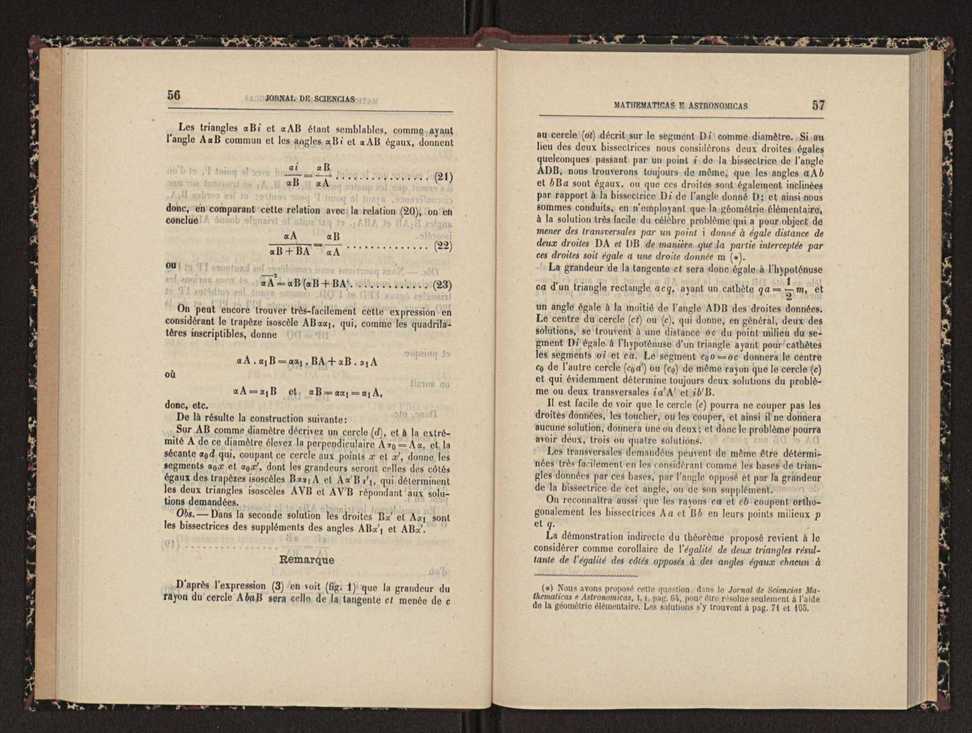 56
JORNAL DE SCIENCIAS
Les triangles αBi et αAB étant semblables, comme ayant
l'angle AαB commun et les angles αBi et αAB égaux, donnent
αi/αB = αB/αA . . . . . . . . . . . . . . . . (21)
donc, en comparant cette relation avec la relation (20), on en
conclue
αA/(αB + BA) = αB/αA . . . . . . . . . . . . . . (22)
ou
αA² = αB (αB + BA) . . . . . . . . . . . . . (23)
On peut encore trouver très-facilement cette expression en
considérant le trapèze isoscèle ABαα₁, qui, comme les quadrila-
tères inscriptibles, donne
αA . α₁B = αα₁ . BA + αB . α₁A
où
αA = α₁B et αB = αα₁ = α₁A,
donc, etc.
De là résulte la construction suivante:
Sur AB comme diamètre décrivez un cercle (d), et à la extré-
mité A de ce diamètre élevez la perpendiculaire Aα₀ = Aα, et la
sécante α₀d qui, coupant ce cercle aux points x et x', donne les
segments α₀x et α₀x', dont les grandeurs seront celles des côtés
égaux des trapèzes isoscèles Bαα₁A et Aα'Bα'₁, qui déterminent
les deux triangles isoscèles AVB et AV'B répondant aux solu-
tions demandées.
Obs. — Dans la seconde solution les droites Bα' et Aα₁ sont
les bissectrices des suppléments des angles ABα'₁ et ABα'.
Remarque
D'après l'expression (3) en voit (fig. 1) que la grandeur du
rayon du cercle AbaB sera celle de la tangente ct menée de c
MATHEMATICAS E ASTRONOMICAS
57
au cercle (ot) décrit sur le segment Di comme diamètre. Si au
lieu des deux bissectrices nous considérons deux droites égales
quelconques passant par un point i de la bissectrice de l'angle
ADB, nous trouverons toujours de même, que les angles aAb
et bBa sont égaux, ou que ces droites sont également inclinées
par rapport à la bissectrice Di de l'angle donné D; et ainsi nous
sommes conduits, en n'employant que la géométrie élémentaire,
à la solution très facile du célèbre problème qui a pour object de
mener des transversales par un point i donné à égale distance de
deux droites DA et DB de manière que la partie interceptée par
ces droites soit égale a une droite donnée m (*).
La grandeur de la tangente ct sera donc égale à l'hypoténuse
ca d'un triangle rectangle acq, ayant un cathète qa = 1/2 m, et
un angle égale à la moitié de l'angle ADB des droites données.
Le centre du cercle (ct) ou (c), qui donne, en général, deux des
solutions, se trouvent à une distance oc du point milieu du se-
gment Di égale à l'hypoténuse d'un triangle ayant pour cathètes
les segments oi et ca. Le segment c₀o = oc donnera le centre
c₀ de l'autre cercle (c₀a') ou (c₀) de même rayon que le cercle (c)
et qui évidemment détermine toujours deux solutions du problè-
me ou deux transversales ia'A' et ib'B.
Il est facile de voir que le cercle (c) pourra ne couper pas les
droites données, les toucher, ou les couper, et ainsi il ne donnera
aucune solution, donnera une ou deux; et donc le problème pourra
avoir deux, trois ou quatre solutions.
Les transversales demandées peuvent de même être détermi-
nées très facilement en les considérant comme les bases de trian-
gles données par ces bases, par l'angle opposé et par la grandeur
de la bissectrice de cet angle, ou de son supplément.
On reconnaîtra aussi que les rayons ca et cb coupent ortho-
gonalement les bissectrices Aa et Bb en leurs points milieux p
et q.
La démonstration indirecte du théorème proposé revient à le
considérer comme corollaire de l'égalité de deux triangles résul-
tante de l'égalité des côtés opposés à des angles égaux chacun à
(*) Nous avons proposé cette question, dans le Jornal de Sciencias Ma-
thematicas e Astronomicas, t. I, pag. 64, pour être résolue seulement à l'aide
de la géométrie élémentaire. Les solutions s'y trouvent à pag. 71 et 105.